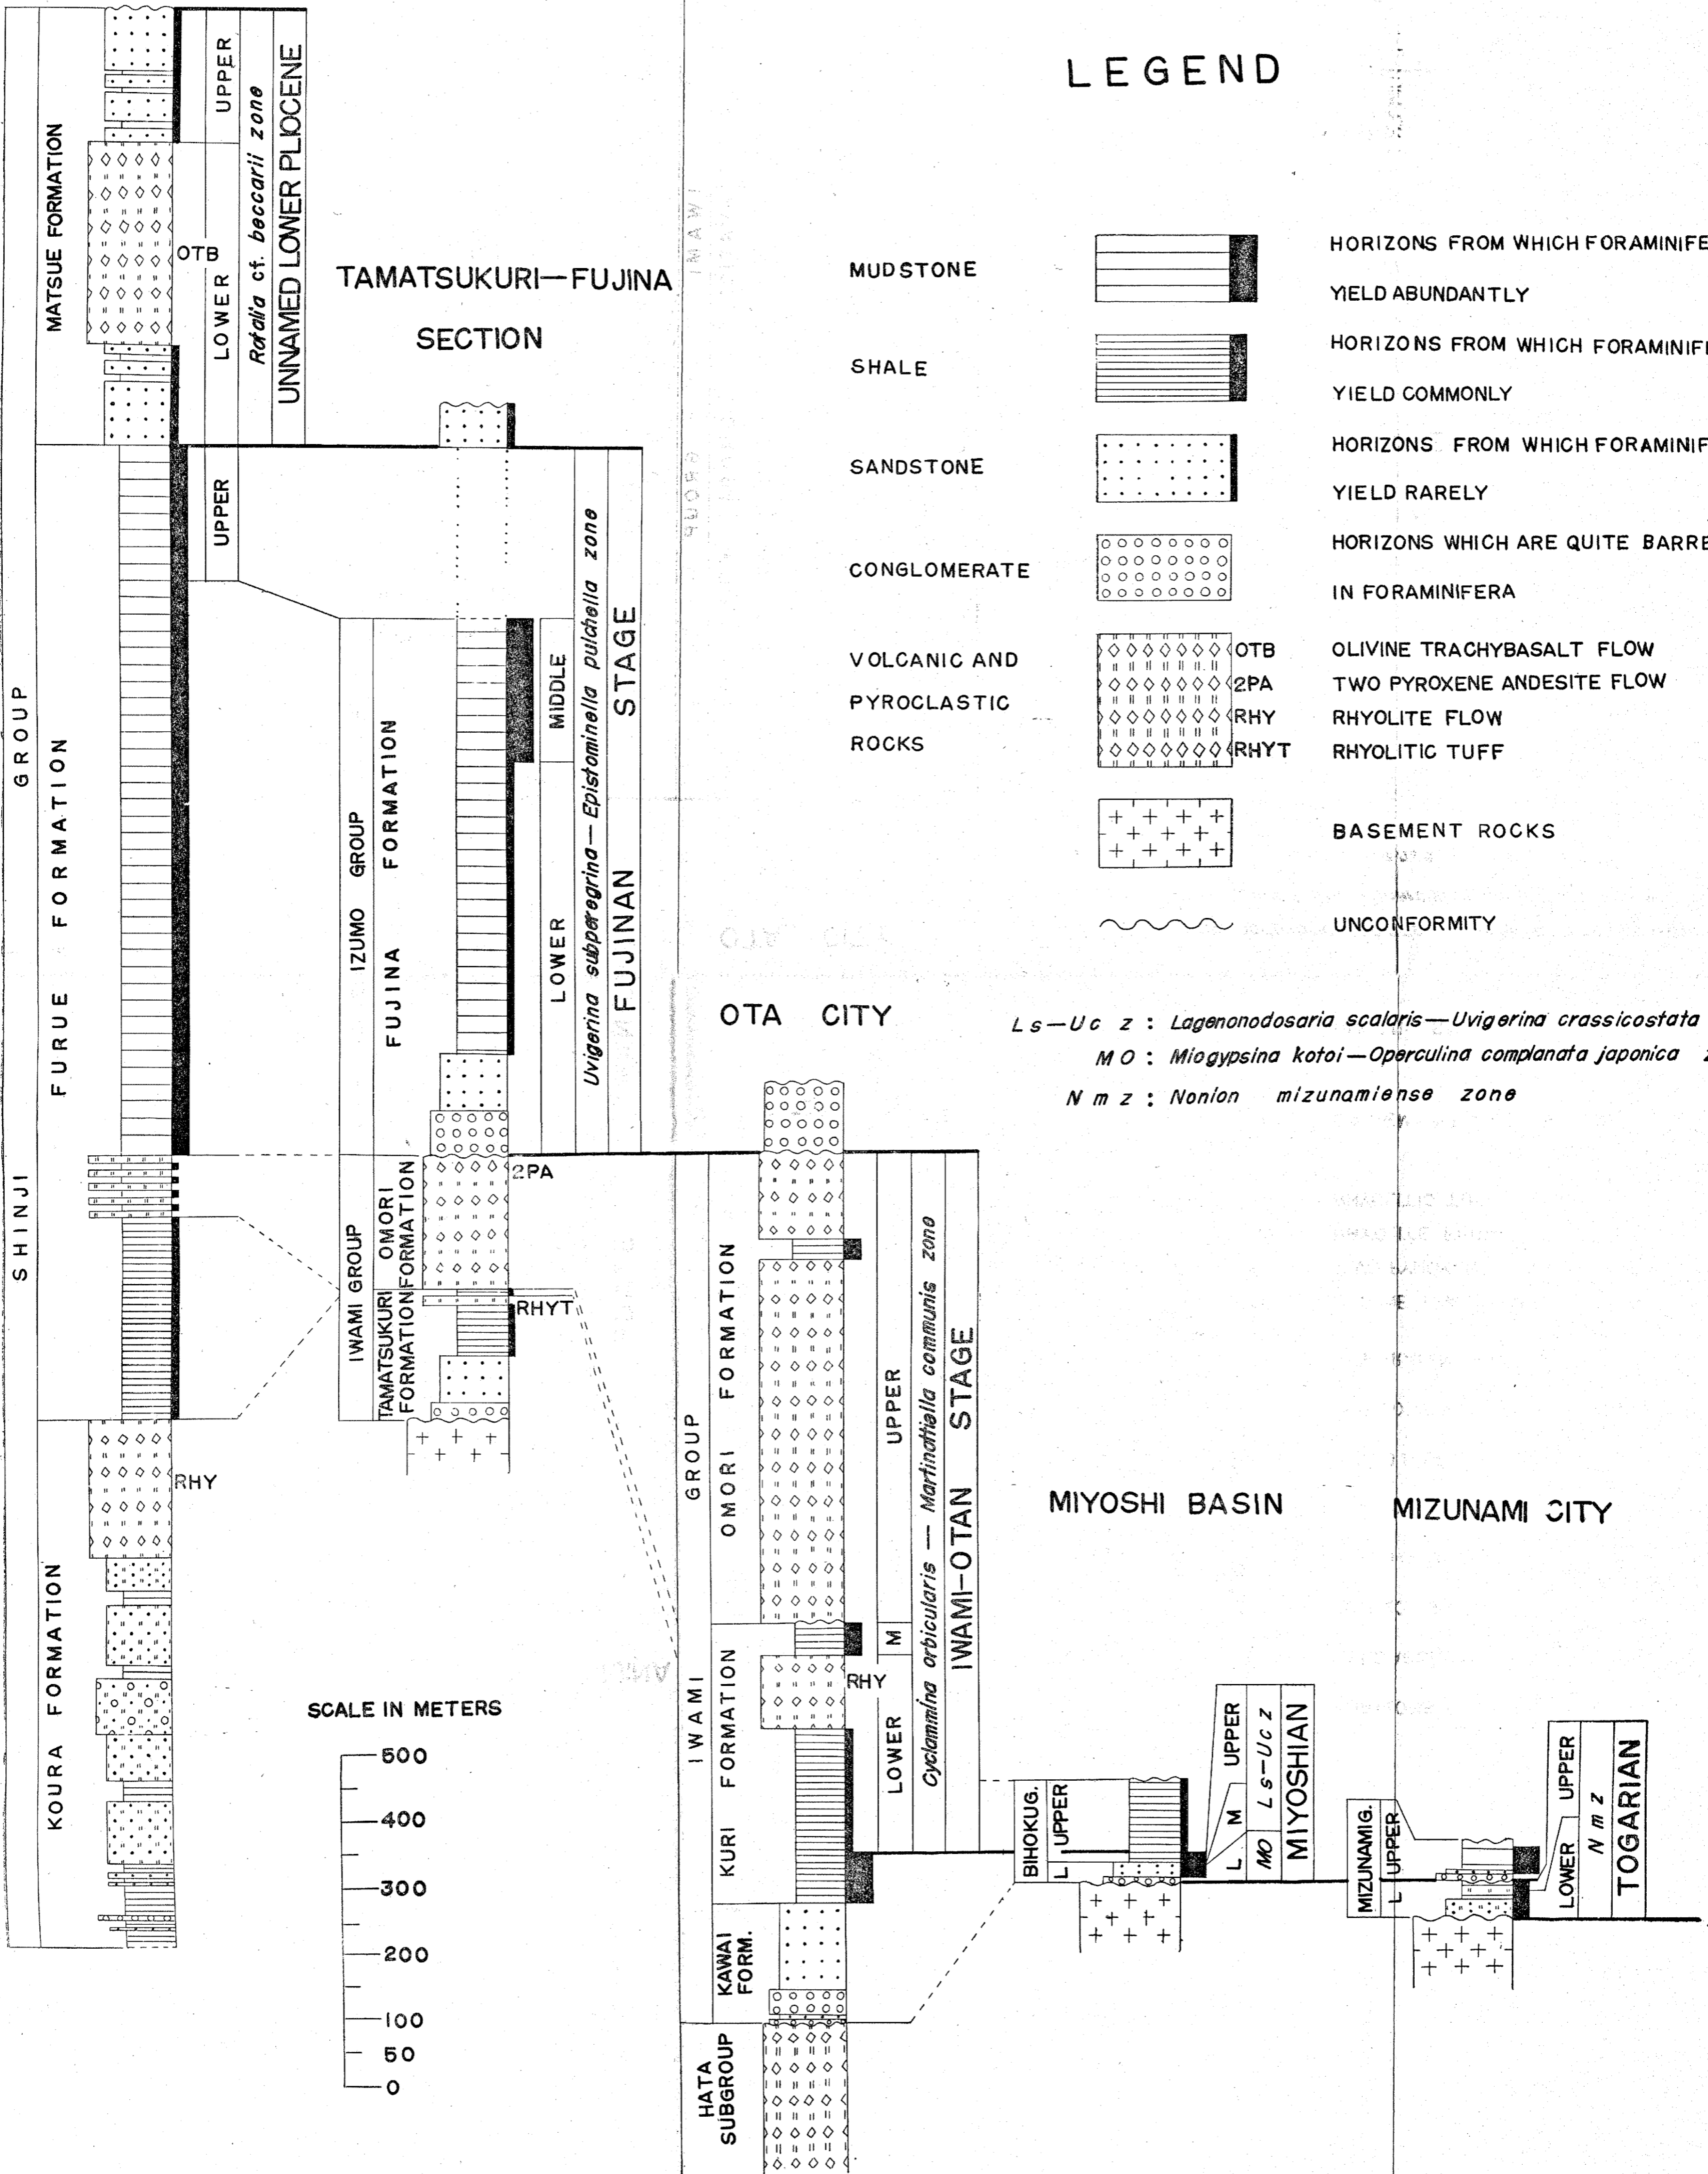 LEGEND
MUDSTONE
HORIZONS FROM WHICH FORAMINIFE
YIELD ABUNDANTLY
SHALE
HORIZONS FROM WHICH FORAMINIF
YIELD COMMONLY
SANDSTONE
HORIZONS FROM WHICH FORAMINIF
YIELD RARELY
CONGLOMERATE
HORIZONS WHICH ARE QUITE BARRE
IN FORAMINIFERA
VOLCANIC AND
PYROCLASTIC
ROCKS
OTB OLIVINE TRACHYBASALT FLOW
2PA TWO PYROXENE ANDESITE FLOW
RHY RHYOLITE FLOW
RHYT RHYOLITIC TUFF
BASEMENT ROCKS
UNCONFORMITY
Ls—Uc z : Lagenonodosaria scalaris—Uvigerina crassicostata
MO : Miogypsina kotoi—Operculina complanata japonica
N m z : Nonion mizunamiense zone
SHINJI GROUP
MATSUE FORMATION
FURUE FORMATION
KOURA FORMATION
OTB
RHY
UPPER
LOWER
UPPER
Rotalia cf. beccarii zone
UNNAMED LOWER PLIOCENE
TAMATSUKURI—FUJINA
SECTION
IZUMO GROUP
FUJINA FORMATION
IWAMI GROUP
OMORI
FORMATION
TAMATSUKURI
FORMATION
2PA
RHYT
MIDDLE
LOWER
Uvigerina subperegrina—Epistominella pulchella zone
FUJINAN STAGE
OTA CITY
IWAMI GROUP
OMORI FORMATION
KURI FORMATION
KAWAI
FORM.
HATA
SUBGROUP
RHY
UPPER
M
LOWER
Cyclammina orbicularis — Martinottiella communis zone
IWAMI-OTAN STAGE
MIYOSHI BASIN
BIHOKUG.
L UPPER
L M UPPER
MO Ls-Uc z
MIYOSHIAN
MIZUNAMI CITY
MIZUNAMIG.
L UPPER
LOWER UPPER
N m z
TOGARIAN
SCALE IN METERS
500
400
300
200
100
50
0